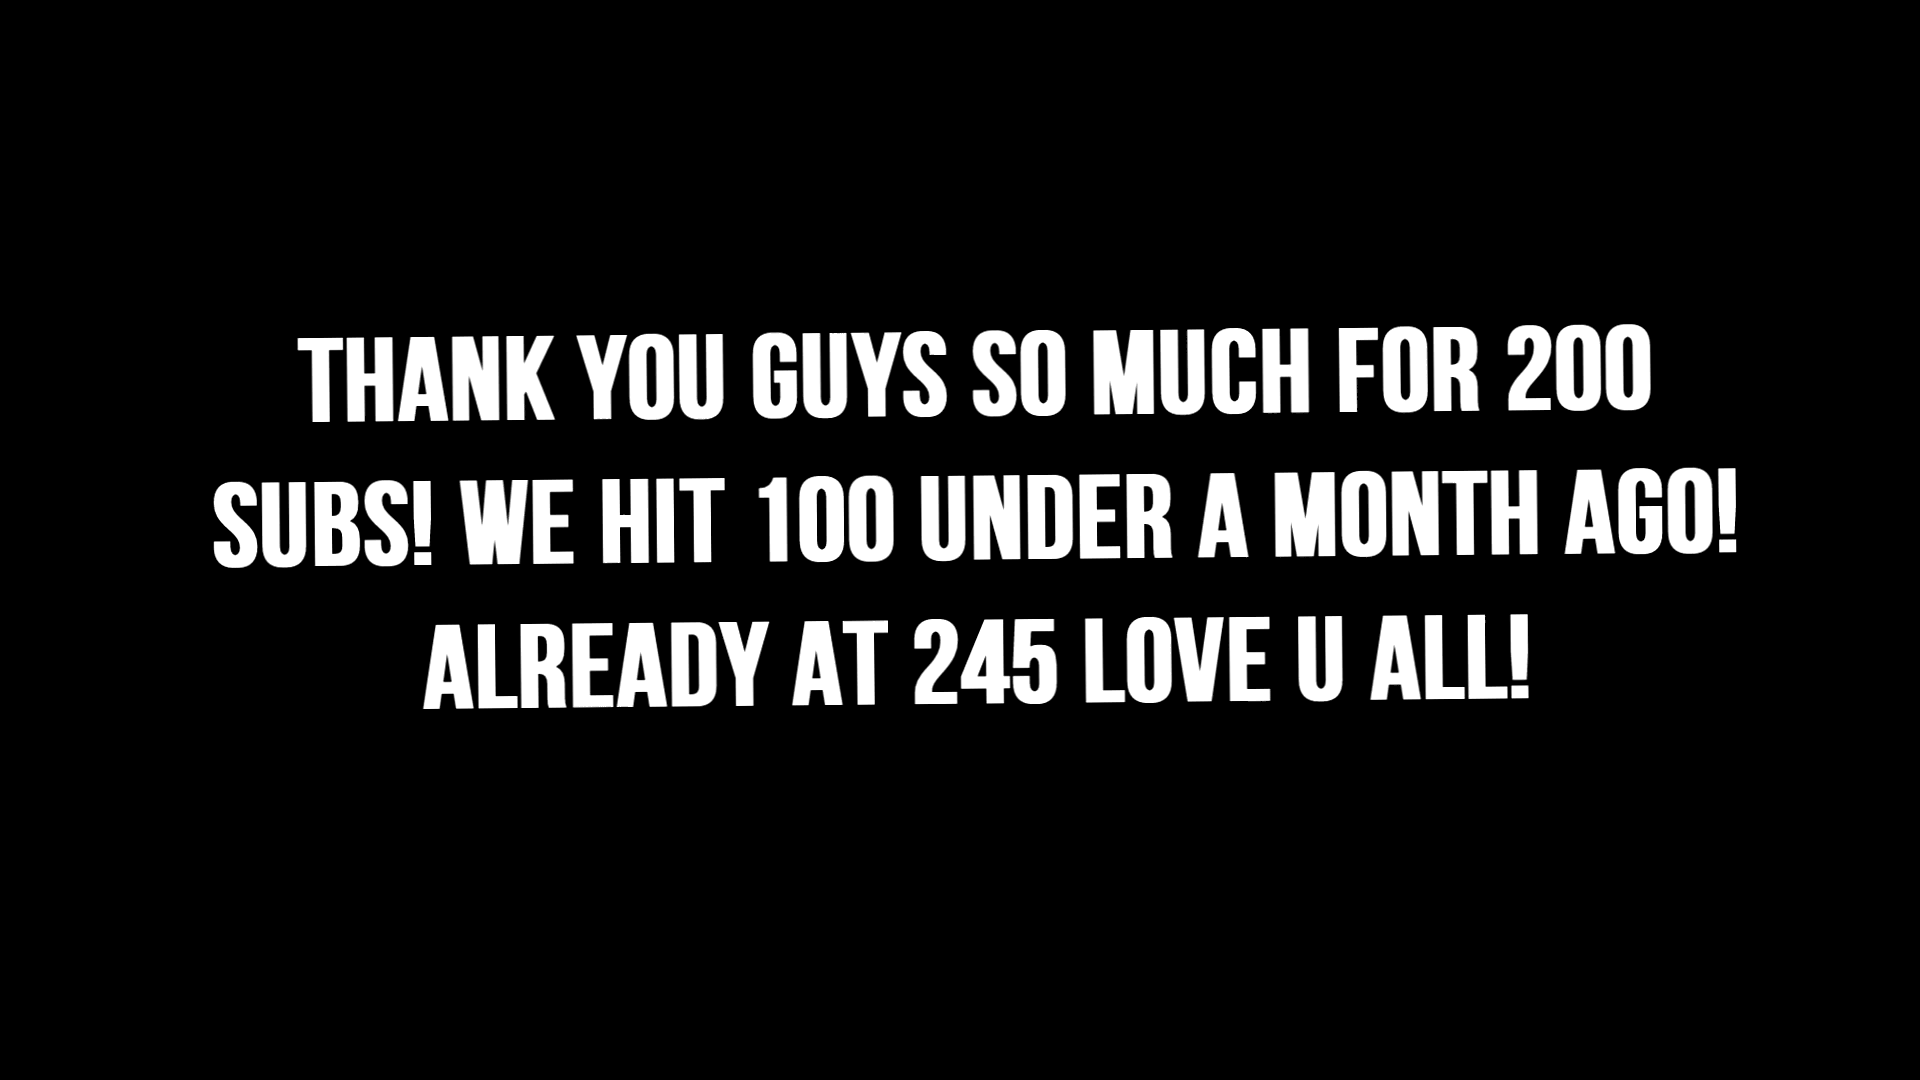 THANK YOU GUYS SO MUCH FOR 200
SUBS! WE HIT 100 UNDER A MONTH AGO!
ALREADY AT 245 LOVE U ALL!